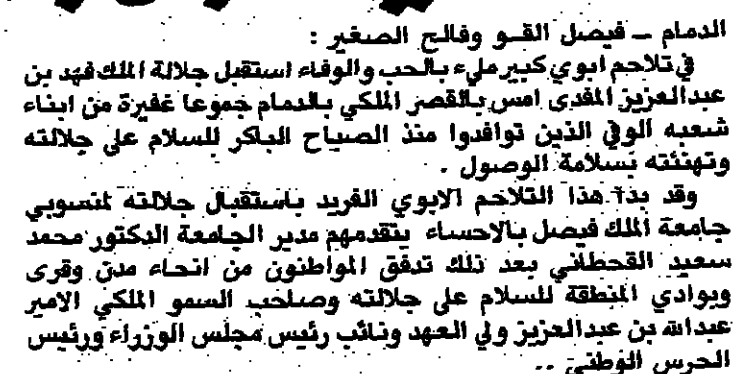 الدمام ــ فيصل القــو وفالح الصغير :
في تلاحم ابوي كبير مليء بالحب والوفاء استقبل جلالة الملك فهد بن
عبدالعزيز المفدى امس بالقصر الملكي بالدمام جموعا غفيرة من ابناء
شعبه الوفي الذين توافدوا منذ الصباح الباكر للسلام على جلالته
وتهنئته بسلامة الوصول .
وقد بدأ هذا التلاحم الابوي الفريد باستقبال جلالته لمنسوبي
جامعة الملك فيصل بالاحساء يتقدمهم مدير الجامعة الدكتور محمد
سعيد القحطاني بعد ذلك تدفق المواطنون من انحاء مدن وقرى
وبوادي المنطقة للسلام على جلالته وصاحب السمو الملكي الامير
عبدالله بن عبدالعزيز ولي العهد ونائب رئيس مجلس الوزراء ورئيس
الحرس الوطني ..